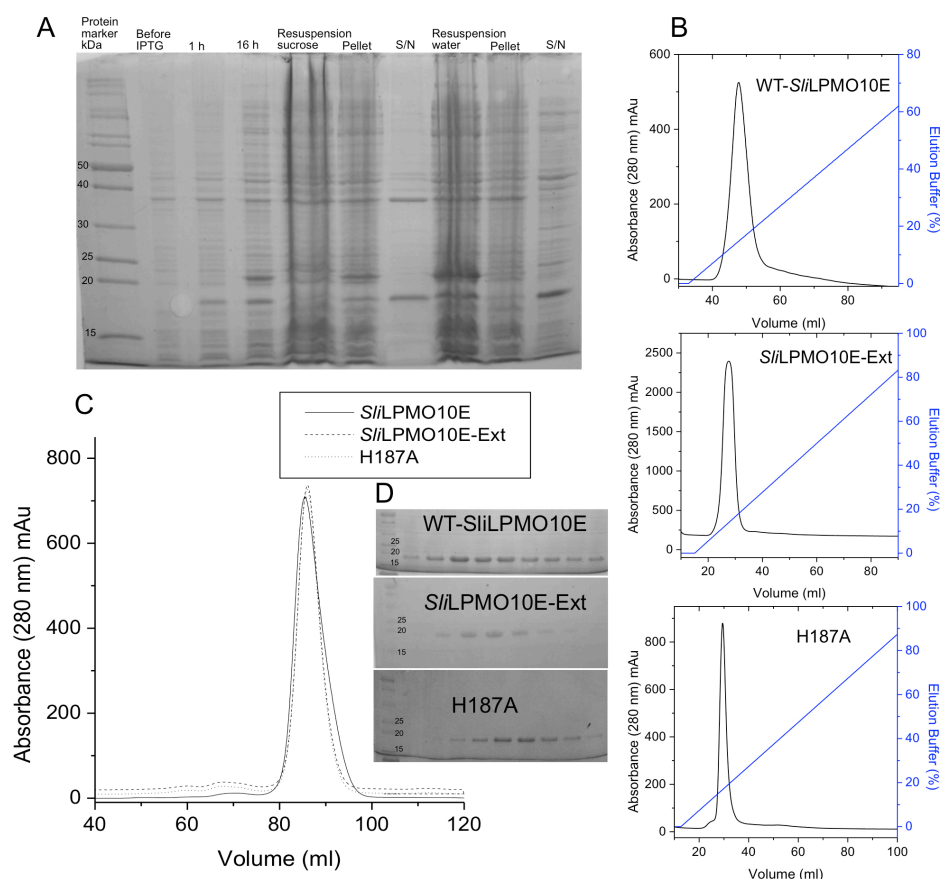 A
Protein marker kDa
Before IPTG
1 h
16 h
Resuspension sucrose
Pellet
S/N
Resuspension water
Pellet
S/N
50
40
30
25
20
15
B
WT-SliLPMO10E
Absorbance (280 nm) mAu
600
400
200
0
40 60 80
Volume (ml)
80
60
40
20
0
Elution Buffer (%)
SliLPMO10E-Ext
Absorbance (280 nm) mAu
2500
2000
1500
1000
500
0
20 40 60 80
Volume (ml)
100
80
60
40
20
0
Elution Buffer (%)
H187A
Absorbance (280 nm) mAu
800
600
400
200
0
20 40 60 80 100
Volume (ml)
100
80
60
40
20
0
Elution Buffer (%)
C
SliLPMO10E
SliLPMO10E-Ext
H187A
Absorbance (280 nm) mAu
800
600
400
200
0
40 60 80 100 120
Volume (ml)
D
WT-SliLPMO10E
25
20
15
SliLPMO10E-Ext
25
20
15
H187A
25
20
15